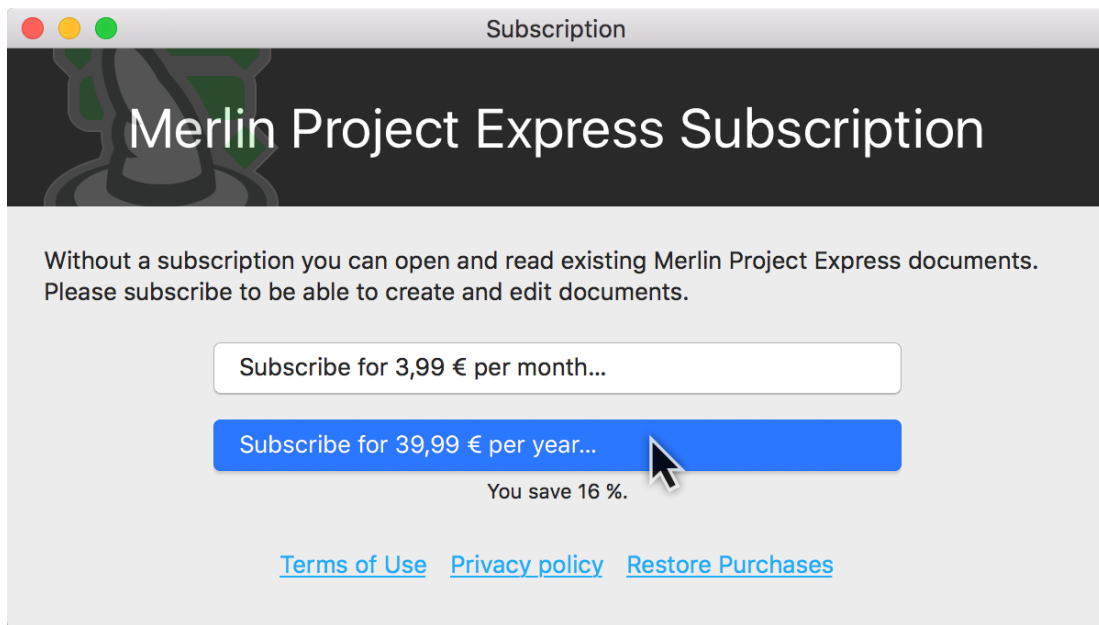 Subscription
Merlin Project Express Subscription
Without a subscription you can open and read existing Merlin Project Express documents.
Please subscribe to be able to create and edit documents.
Subscribe for 3,99 € per month...
Subscribe for 39,99 € per year...
You save 16 %.
Terms of Use Privacy policy Restore Purchases